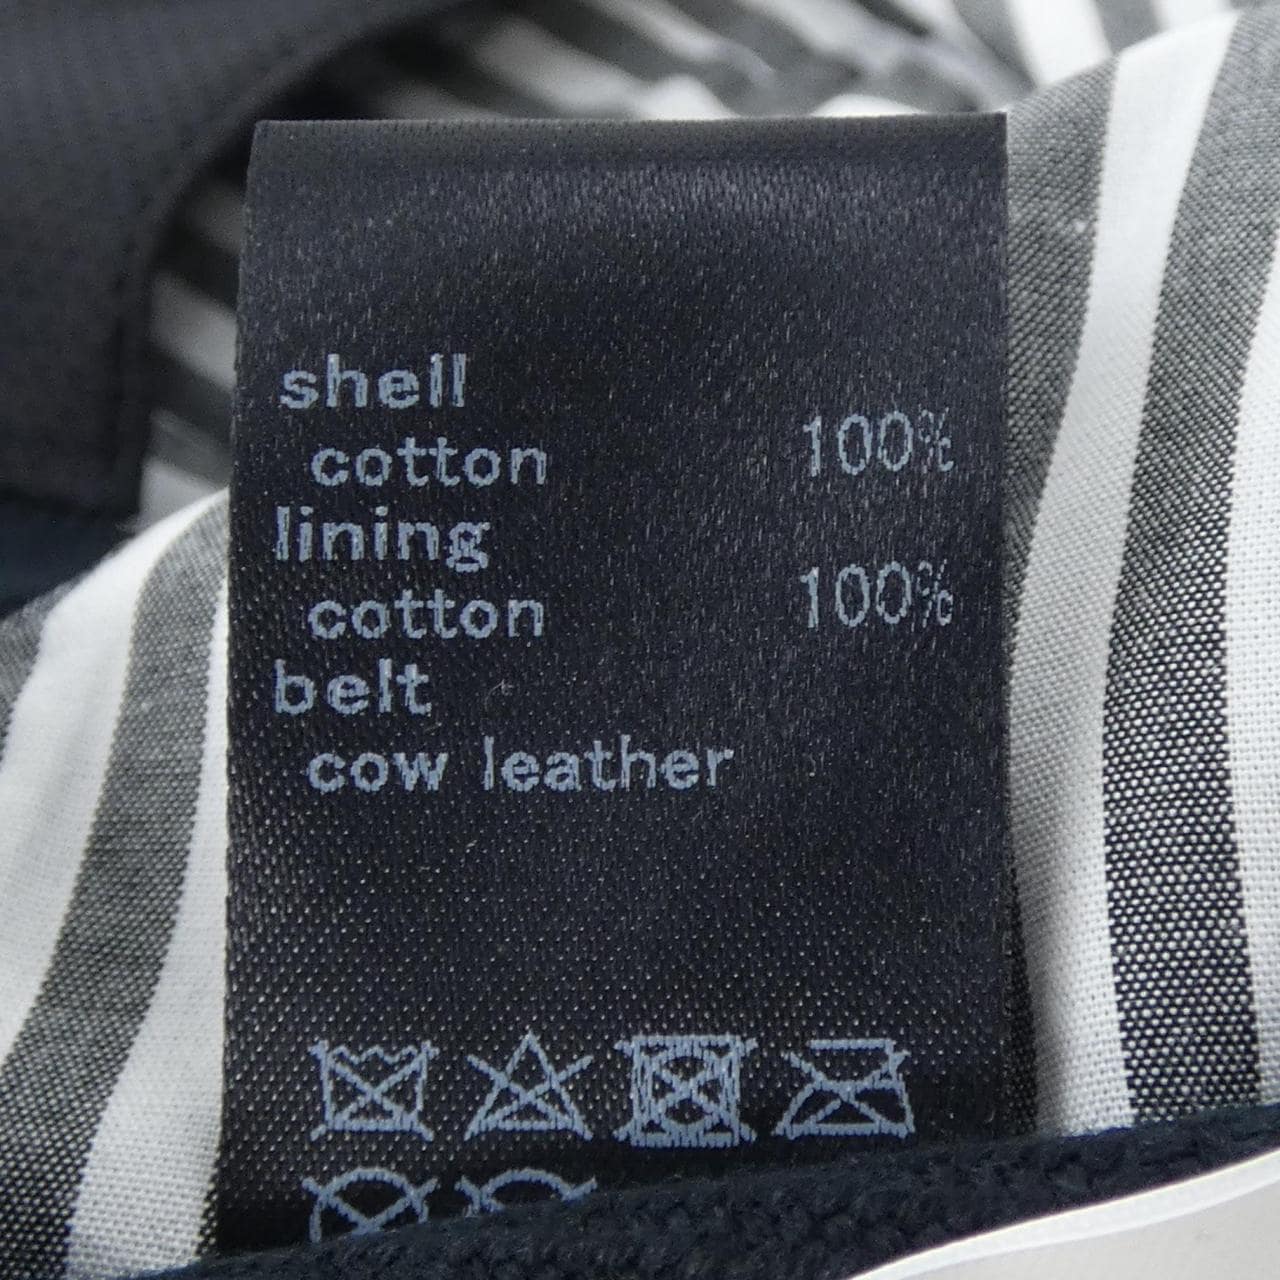 shell
cotton 100%
lining
cotton 100%
belt
cow leather